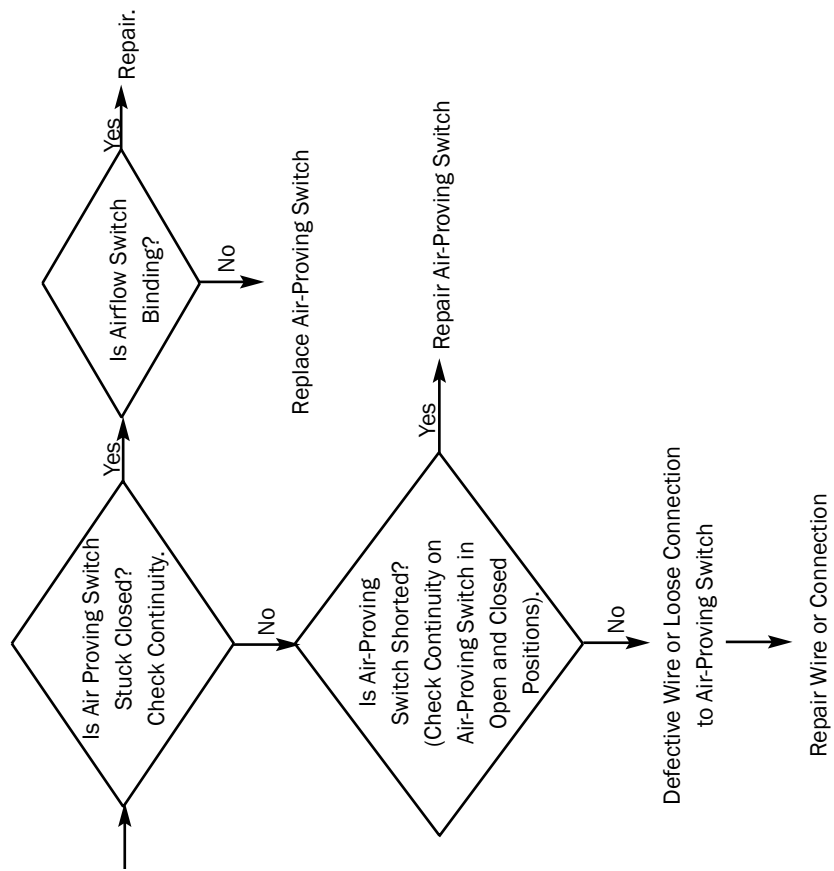 Is Air Proving Switch
Stuck Closed?
Check Continuity.
Yes
Is Airflow Switch
Binding?
Yes
Repair.
No
Replace Air-Proving Switch
No
Is Air-Proving
Switch Shorted?
(Check Continuity on
Air-Proving Switch in
Open and Closed
Positions).
Yes
Repair Air-Proving Switch
No
Defective Wire or Loose Connection
to Air-Proving Switch
Repair Wire or Connection